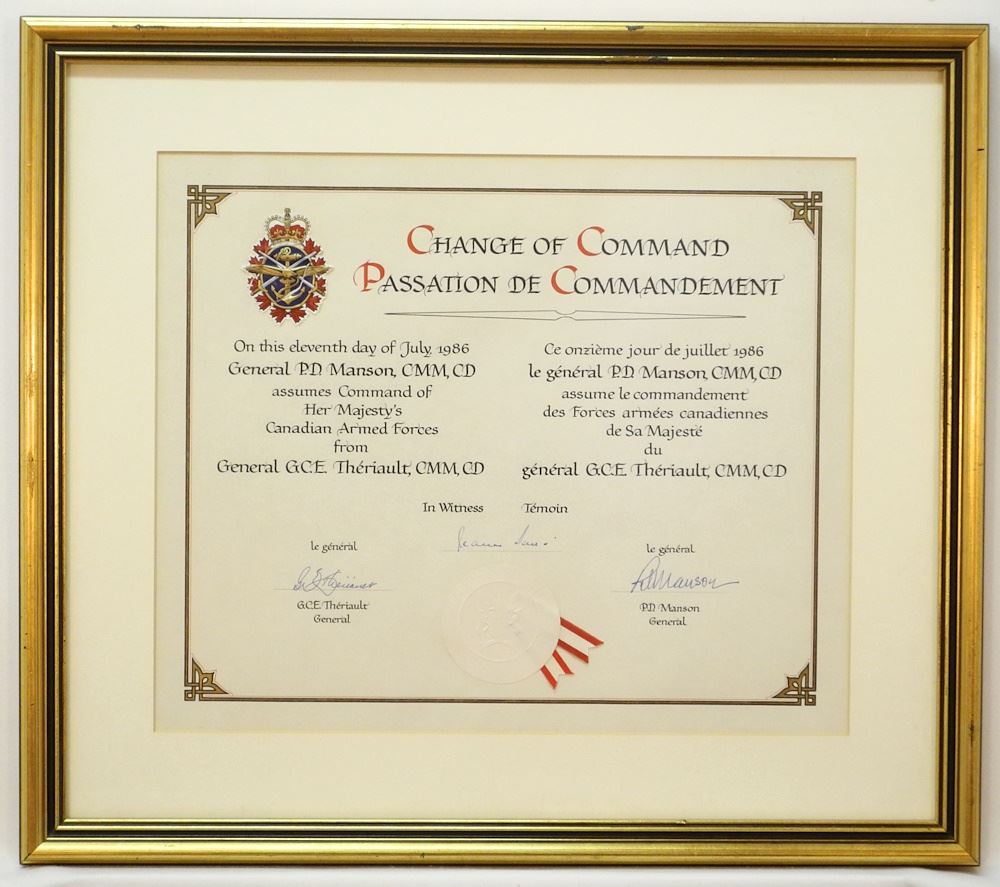 CHANGE OF COMMAND
PASSATION DE COMMANDEMENT
On this eleventh day of July, 1986
General P.D. Manson, CMM, CD
assumes Command of
Her Majesty's
Canadian Armed Forces
from
General G.C.E. Thériault, CMM, CD
Ce onzième jour de juillet 1986
le général P.D. Manson, CMM, CD
assume le commandement
des Forces armées canadiennes
de Sa Majesté
du
général G.C.E. Thériault, CMM, CD
In Witness Témoin
le général
G.C.E. Thériault
General
le général
PD Manson
P.D. Manson
General